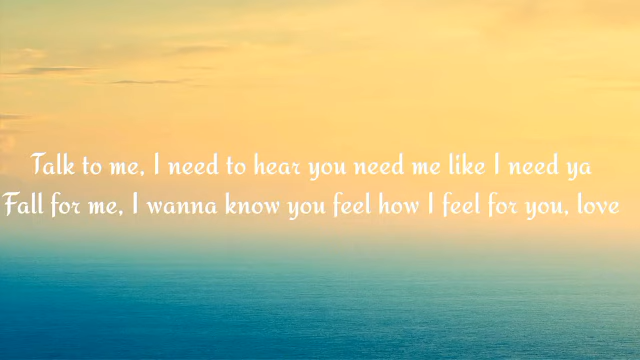 Talk to me, I need to hear you need me like I need ya
Fall for me, I wanna know you feel how I feel for you, love